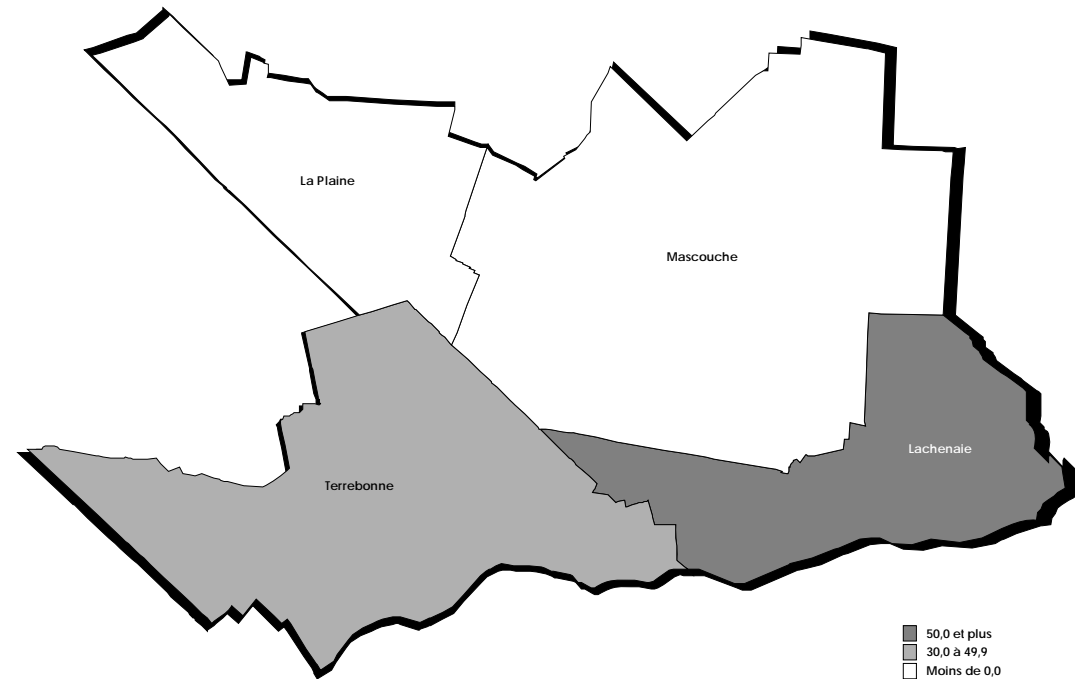 La Plaine
Mascouche
Lachenaie
Terrebonne
50,0 et plus
30,0 à 49,9
Moins de 0,0